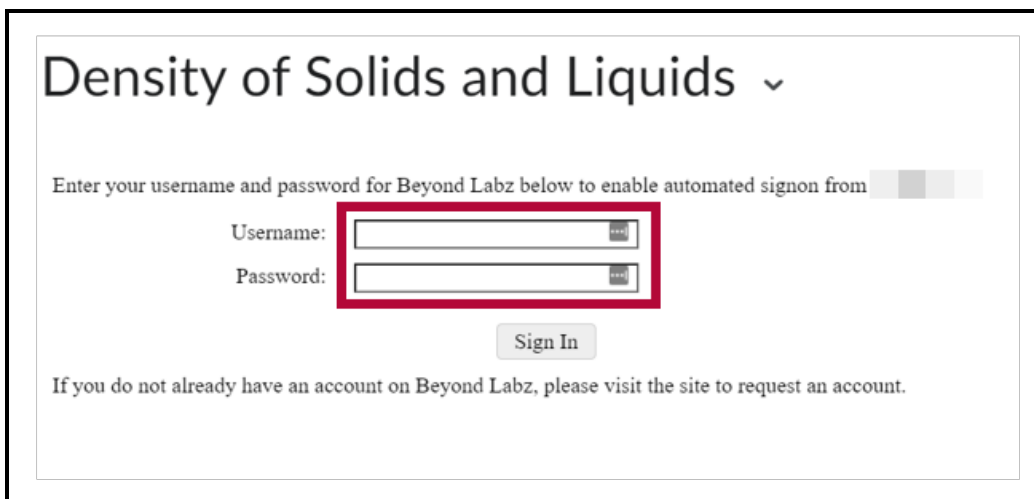 Density of Solids and Liquids
Enter your username and password for Beyond Labz below to enable automated signon from
Username:
Password:
Sign In
If you do not already have an account on Beyond Labz, please visit the site to request an account.